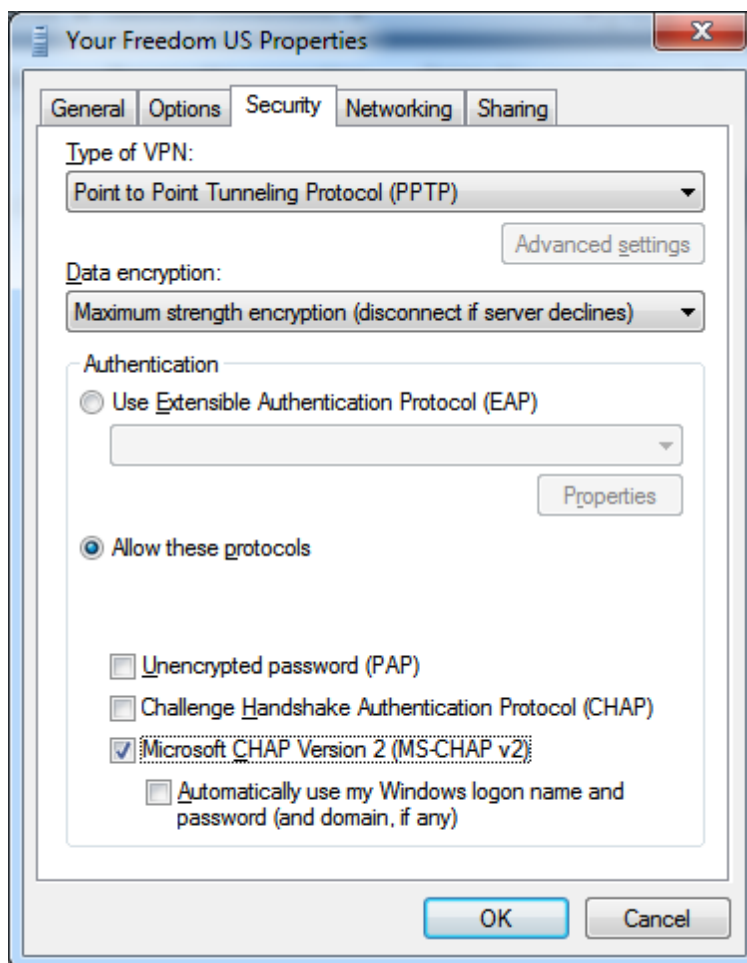 Your Freedom US Properties
General Options Security Networking Sharing
Type of VPN:
Point to Point Tunneling Protocol (PPTP)
Advanced settings
Data encryption:
Maximum strength encryption (disconnect if server declines)
Authentication
Use Extensible Authentication Protocol (EAP)
Properties
Allow these protocols
Unencrypted password (PAP)
Challenge Handshake Authentication Protocol (CHAP)
Microsoft CHAP Version 2 (MS-CHAP v2)
Automatically use my Windows logon name and
password (and domain, if any)
OK Cancel